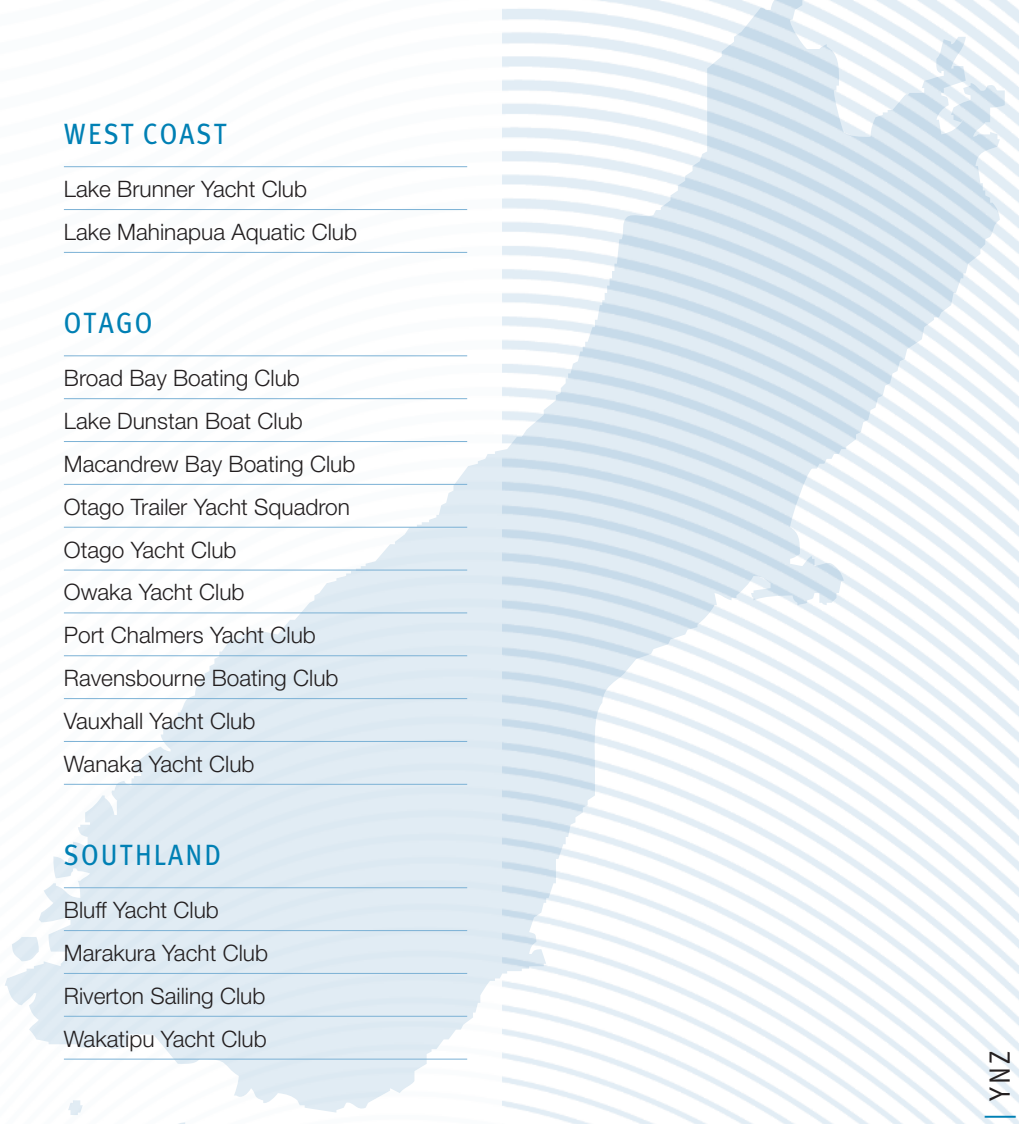 WEST COAST
Lake Brunner Yacht Club
Lake Mahinapua Aquatic Club
OTAGO
Broad Bay Boating Club
Lake Dunstan Boat Club
Macandrew Bay Boating Club
Otago Trailer Yacht Squadron
Otago Yacht Club
Owaka Yacht Club
Port Chalmers Yacht Club
Ravensbourne Boating Club
Vauxhall Yacht Club
Wanaka Yacht Club
SOUTHLAND
Bluff Yacht Club
Marakura Yacht Club
Riverton Sailing Club
Wakatipu Yacht Club
YNZ